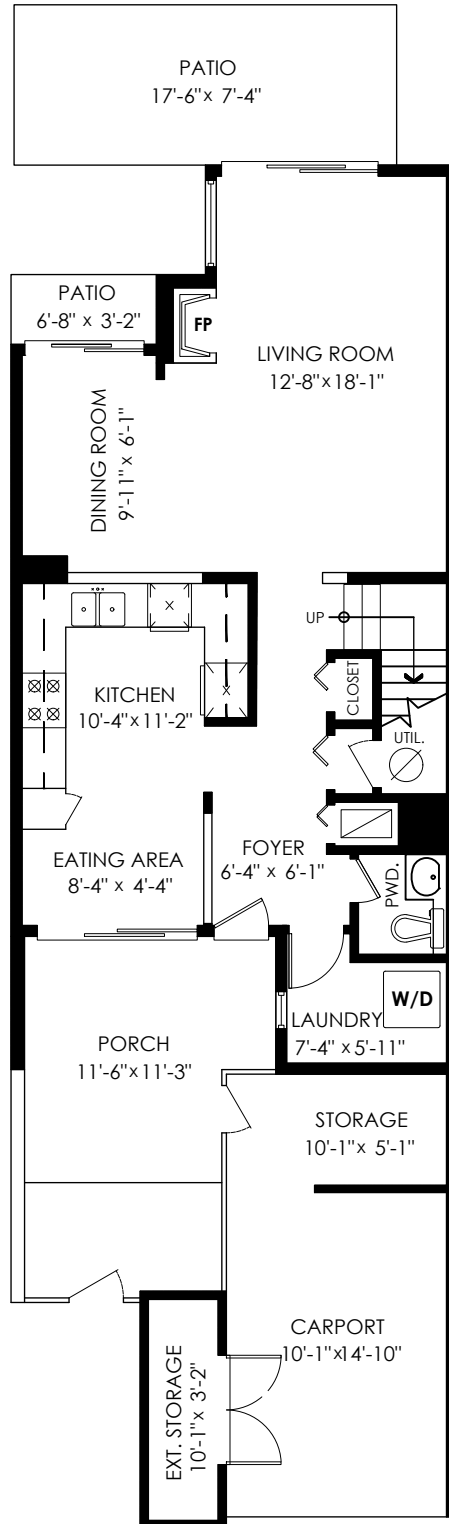 PATIO
17'-6"x 7'-4"
PATIO
6'-8" x 3'-2"
FP
LIVING ROOM
12'-8"x18'-1"
DINING ROOM
9'-11" x 6'-1"
UP
CLOSET
KITCHEN
10'-4"x11'-2"
UTIL.
EATING AREA
8'-4" x 4'-4"
FOYER
6'-4" x 6'-1"
PWD.
W/D
LAUNDRY
7'-4" x5'-11"
PORCH
11'-6"x11'-3"
STORAGE
10'-1"x 5'-1"
CARPORT
10'-1"x14'-10"
EXT. STORAGE
10'-1"x 3'-2"